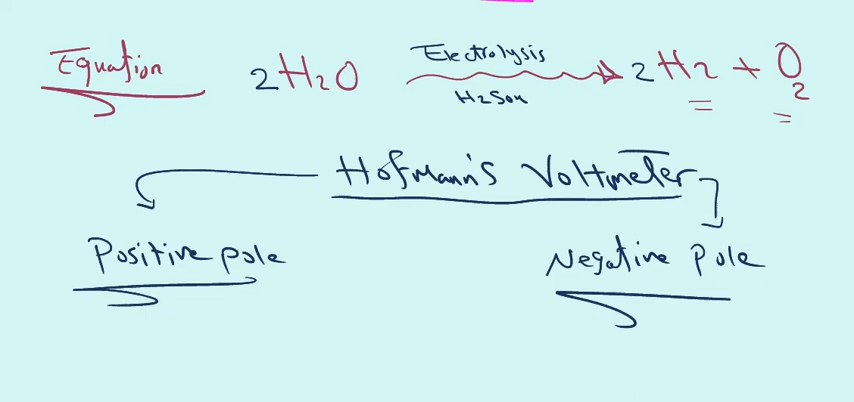 Equation 2H2O Electrolysis H2SO4 2H2 + O2
Hofmann's Voltmeter
Positive pole Negative Pole